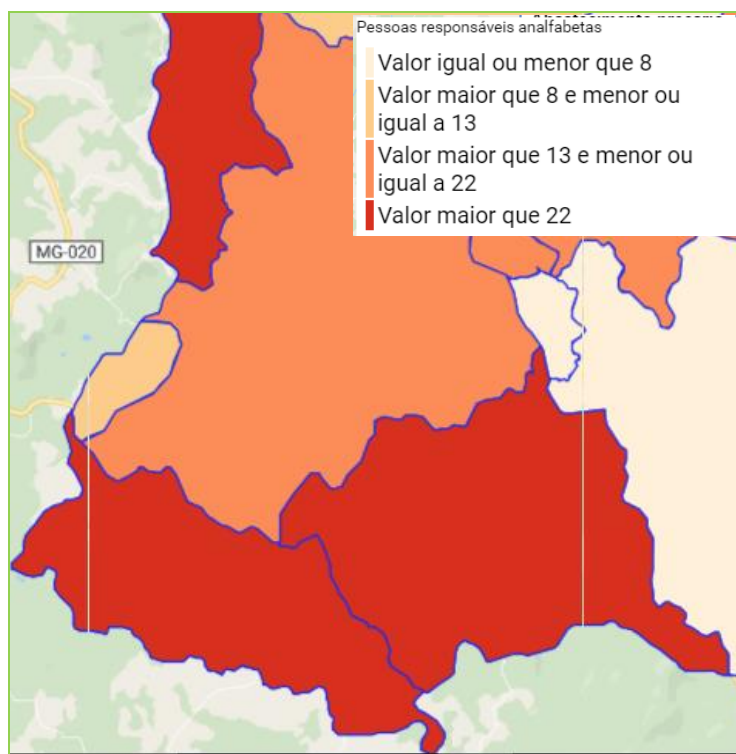 Pessoas responsáveis analfabetas
Valor igual ou menor que 8
Valor maior que 8 e menor ou
igual a 13
Valor maior que 13 e menor ou
igual a 22
Valor maior que 22
MG-020